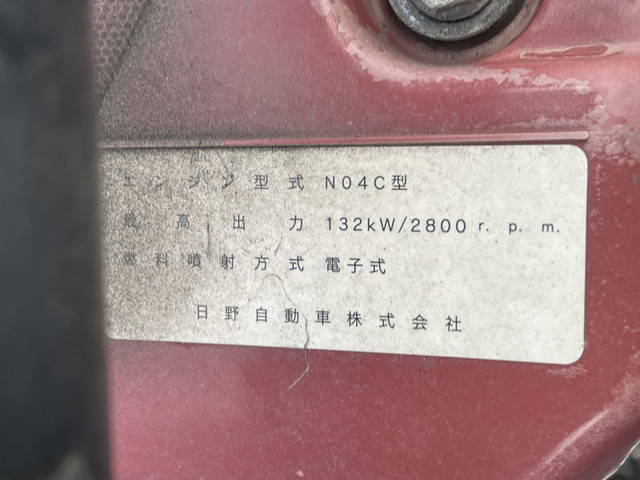 エンジン型式 N04C型
最高出力 132kW/2800 r. p. m.
燃料噴射方式 電子式
日野自動車株式会社